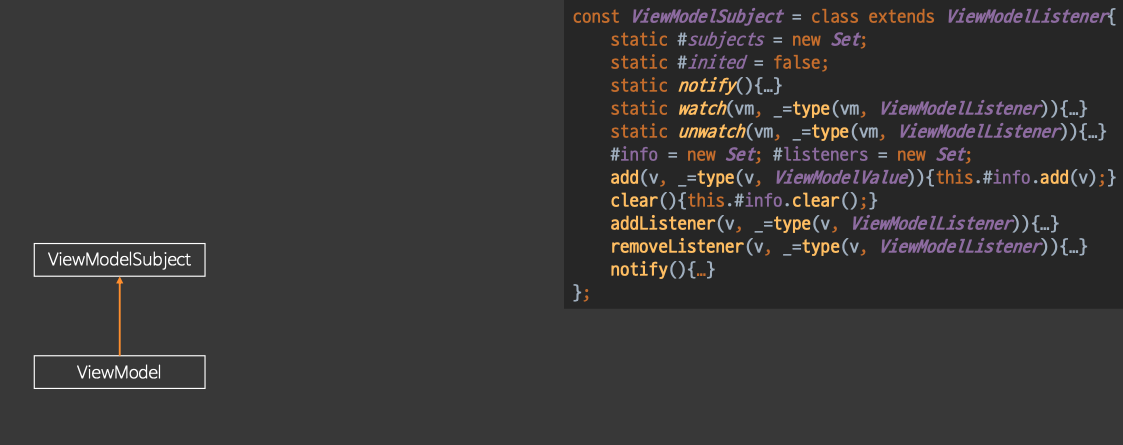 const ViewModelSubject = class extends ViewModelListener{
static #subjects = new Set;
static #inited = false;
static notify(){…}
static watch(vm, _=type(vm, ViewModelListener)){…}
static unwatch(vm, _=type(vm, ViewModelListener)){…}
#info = new Set; #listeners = new Set;
add(v, _=type(v, ViewModelValue)){this.#info.add(v);}
clear(){this.#info.clear();}
addListener(v, _=type(v, ViewModelListener)){…}
removeListener(v, _=type(v, ViewModelListener)){…}
notify(){…}
};
ViewModelSubject
ViewModel